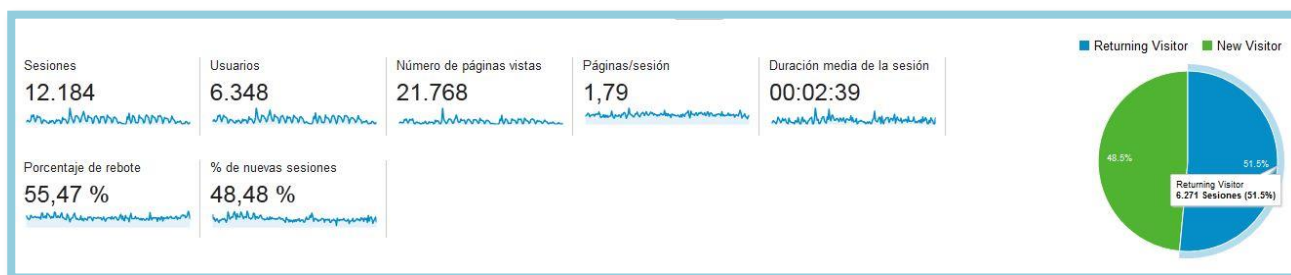 Returning Visitor New Visitor
Sesiones
12.184
Usuarios
6.348
Número de páginas vistas
21.768
Páginas/sesión
1,79
Duración media de la sesión
00:02:39
Porcentaje de rebote
55,47 %
% de nuevas sesiones
48,48 %
48.5%
51.5%
Returning Visitor
6.271 Sesiones (51.5%)